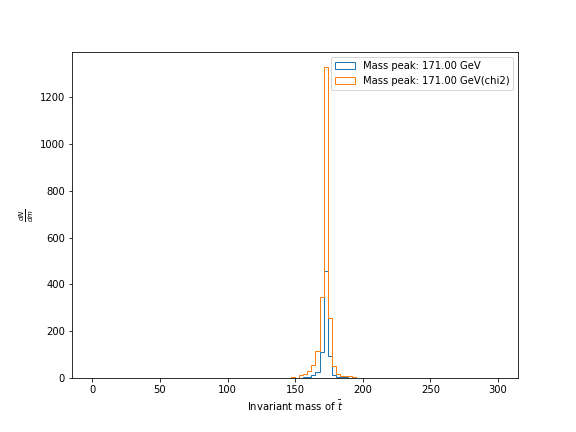 Mass peak: 171.00 GeV
Mass peak: 171.00 GeV(chi2)
1200
1000
800
600
400
200
0
dN/dm
0 50 100 150 200 250 300
Invariant mass of t̄